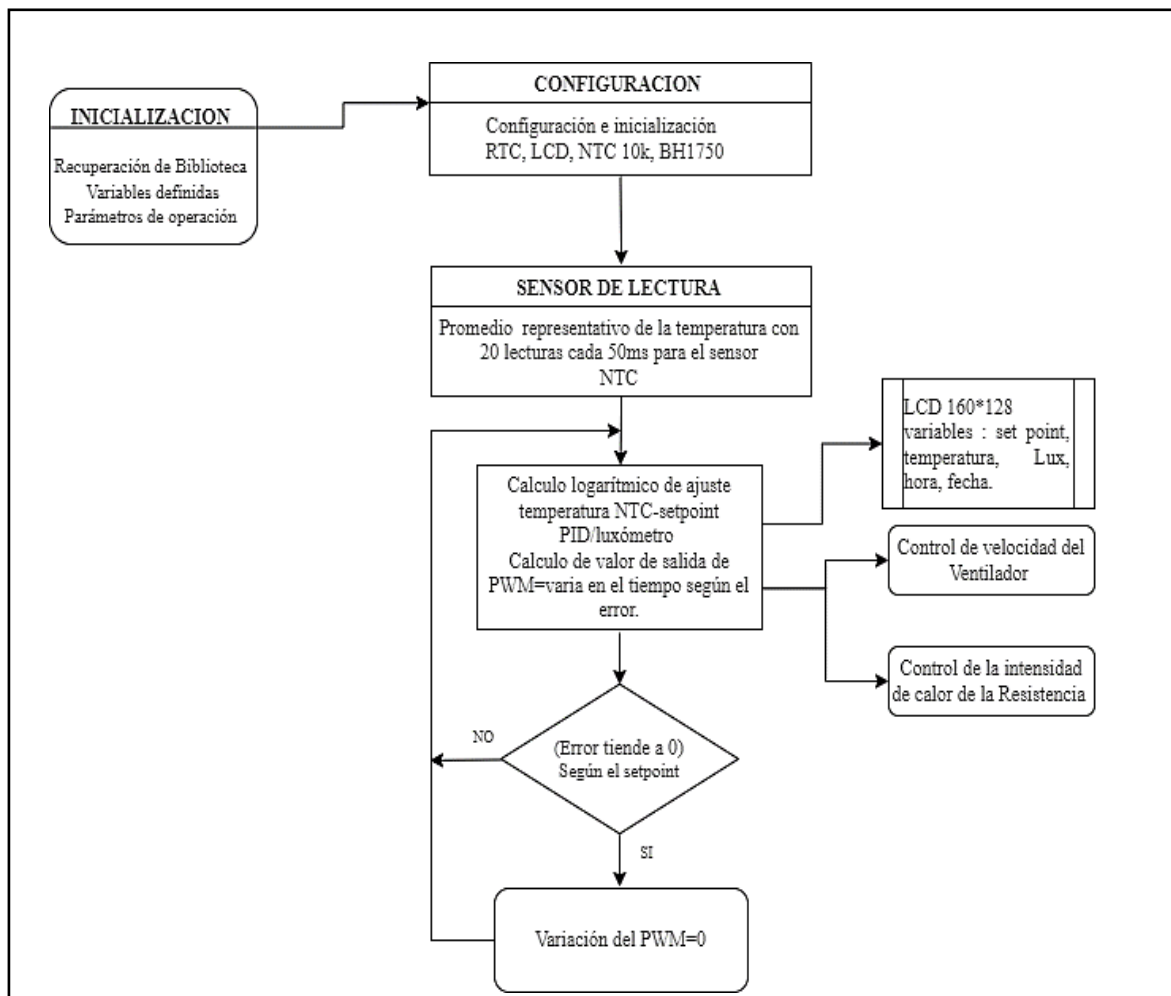 INICIALIZACION
Recuperación de Biblioteca
Variables definidas
Parámetros de operación
CONFIGURACION
Configuración e inicialización
RTC, LCD, NTC 10k, BH1750
SENSOR DE LECTURA
Promedio representativo de la temperatura con
20 lecturas cada 50ms para el sensor
NTC
Calculo logarítmico de ajuste
temperatura NTC-setpoint
PID/luxómetro
Calculo de valor de salida de
PWM=varia en el tiempo según el
error.
LCD 160*128
variables : set point,
temperatura, Lux,
hora, fecha.
Control de velocidad del
Ventilador
Control de la intensidad
de calor de la Resistencia
(Error tiende a 0)
Según el setpoint
NO
SI
Variación del PWM=0